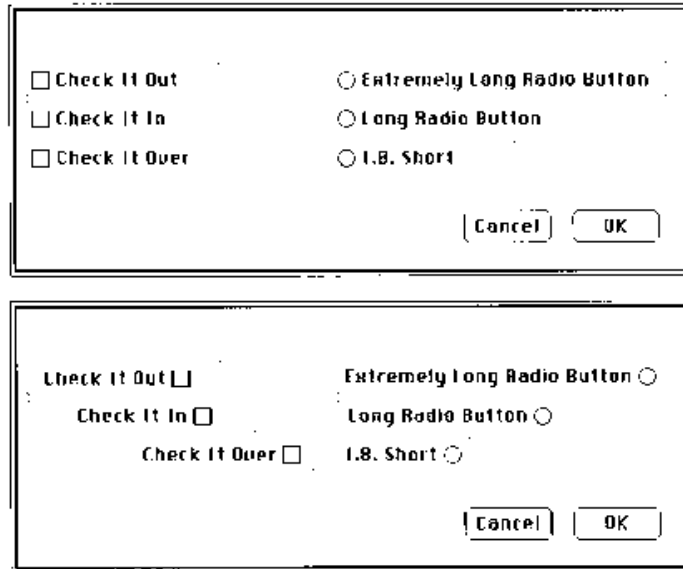 Check It Out
Extremely Long Radio Button
Check It In
Long Radio Button
Check It Over
I.B. Short
Cancel
OK
Check It Out
Extremely Long Radio Button
Check It In
Long Radio Button
Check It Over
I.B. Short
Cancel
OK